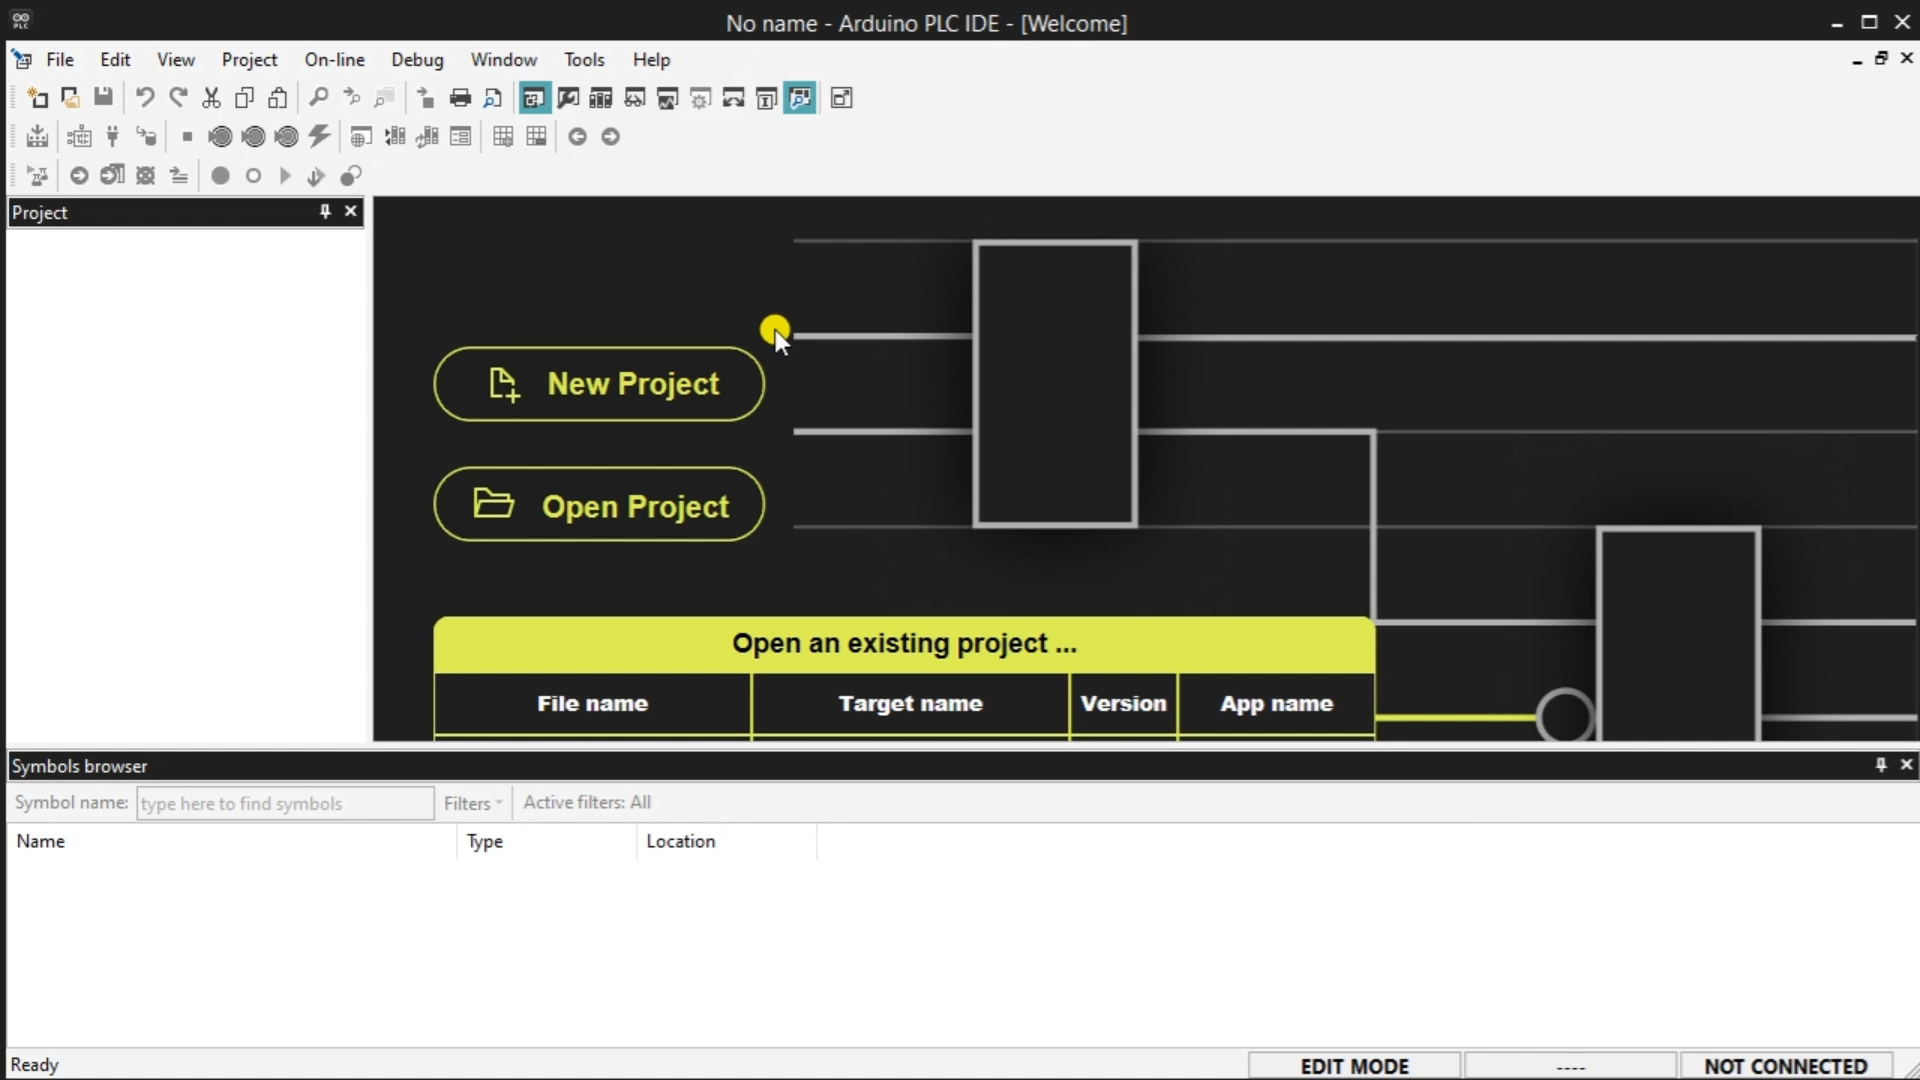 No name - Arduino PLC IDE - [Welcome]
PLC
File Edit View Project On-line Debug Window Tools Help
Project
New Project
Open Project
Open an existing project ...
File name Target name Version App name
Symbols browser
Symbol name: type here to find symbols Filters Active filters: All
Name Type Location
Ready EDIT MODE ---- NOT CONNECTED